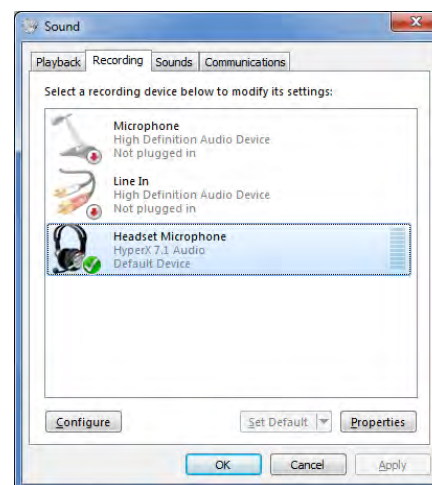 Sound
Playback Recording Sounds Communications
Select a recording device below to modify its settings:
Microphone
High Definition Audio Device
Not plugged in
Line In
High Definition Audio Device
Not plugged in
Headset Microphone
HyperX 7.1 Audio
Default Device
Configure Set Default Properties
OK Cancel Apply